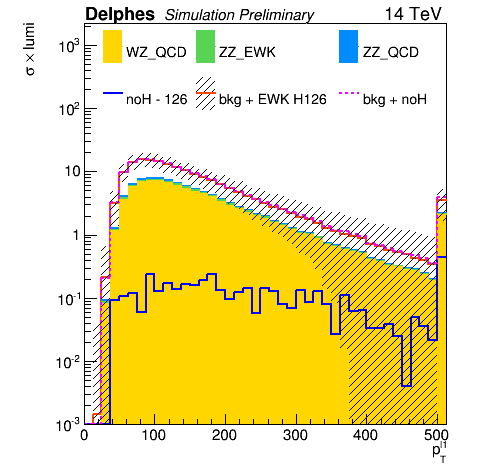 Delphes Simulation Preliminary 14 TeV
σ × lumi
WZ_QCD ZZ_EWK ZZ_QCD
noH - 126 bkg + EWK H126 bkg + noH
10³
10²
10
1
10⁻¹
10⁻²
10⁻³
0 100 200 300 400 500
p_T^l1